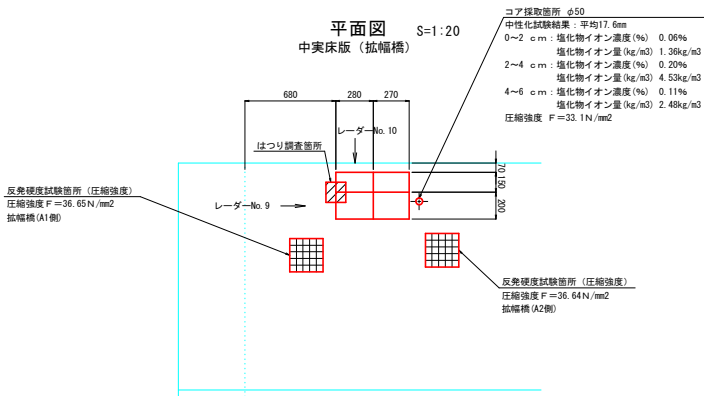 平面図 S=1:20
中実床版（拡幅橋）
コア採取箇所 φ50
中性化試験結果：平均17.6mm
0~2 cm：塩化物イオン濃度(%) 0.06%
塩化物イオン量(kg/m3) 1.36kg/m3
2~4 cm：塩化物イオン濃度(%) 0.20%
塩化物イオン量(kg/m3) 4.53kg/m3
4~6 cm：塩化物イオン濃度(%) 0.11%
塩化物イオン量(kg/m3) 2.48kg/m3
圧縮強度 F=33.1N/mm2
680 280 270
レーダーNo.10
はつり調査箇所
70
150
200
レーダーNo.9
反発硬度試験箇所（圧縮強度）
圧縮強度F=36.65N/mm2
拡幅橋(A1側)
反発硬度試験箇所（圧縮強度）
圧縮強度F=36.64N/mm2
拡幅橋(A2側)